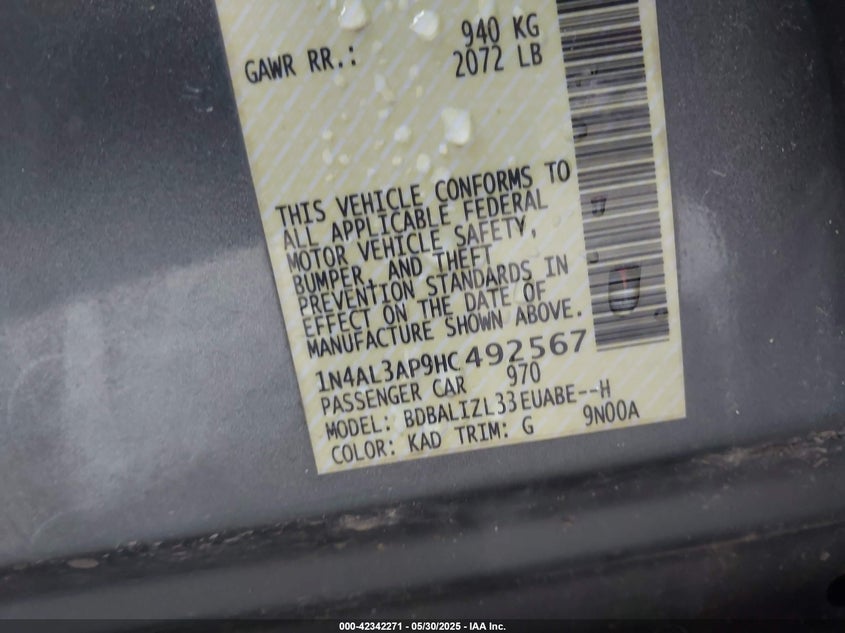 940 KG
GAWR RR.: 2072 LB
THIS VEHICLE CONFORMS TO
ALL APPLICABLE FEDERAL
MOTOR VEHICLE SAFETY,
BUMPER, AND THEFT
PREVENTION STANDARDS IN
EFFECT ON THE DATE OF
MANUFACTURE SHOWN ABOVE.
1N4AL3AP9HC492567
PASSENGER CAR 970
MODEL: BDBALIZL33EUABE--H
COLOR: KAD TRIM: G 9N00A
000-42342271 - 05/30/2025 - IAA Inc.